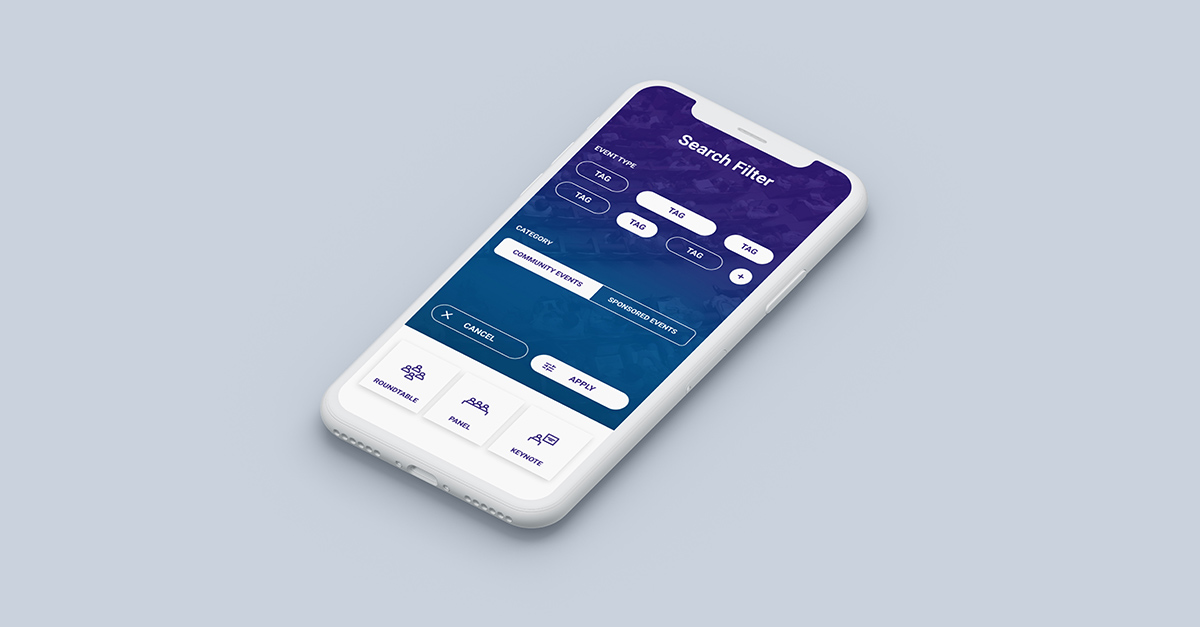 Search Filter
EVENT TYPE
TAG
TAG
TAG
TAG
TAG
TAG
+
CATEGORY
COMMUNITY EVENTS
SPONSORED EVENTS
CANCEL
APPLY
ROUNDTABLE
PANEL
KEYNOTE